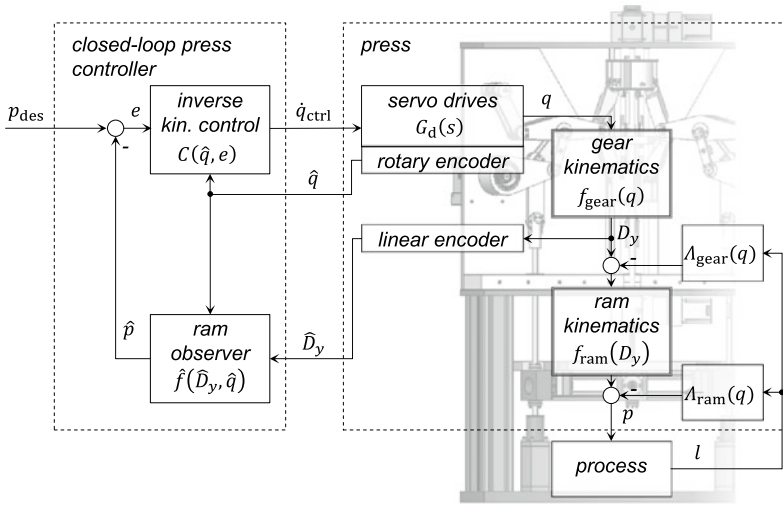 closed-loop press
controller
press
p_des
e
-
inverse
kin. control
C(q̂, e)
q̇_ctrl
servo drives
G_d(s)
rotary encoder
q
q̂
gear
kinematics
f_gear(q)
linear encoder
D_y
-
Λ_gear(q)
ram
kinematics
f_ram(D_y)
p̂
ram
observer
f̂(D̂_y, q̂)
D̂_y
-
Λ_ram(q)
p
process
l